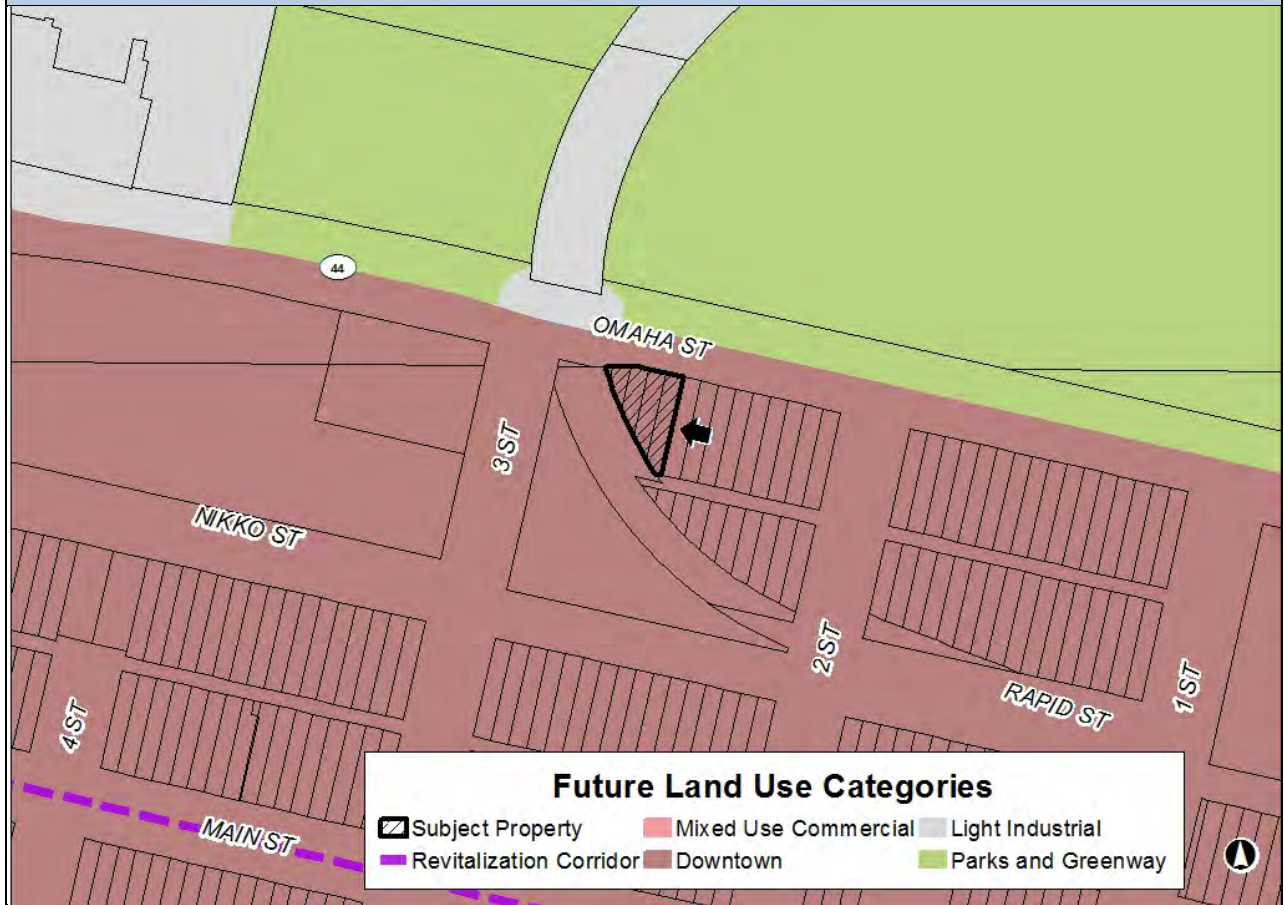 44
OMAHA ST
3 ST
NIKKO ST
2 ST
1 ST
RAPID ST
4 ST
MAIN ST
Future Land Use Categories
Subject Property
Mixed Use Commercial
Light Industrial
Revitalization Corridor
Downtown
Parks and Greenway